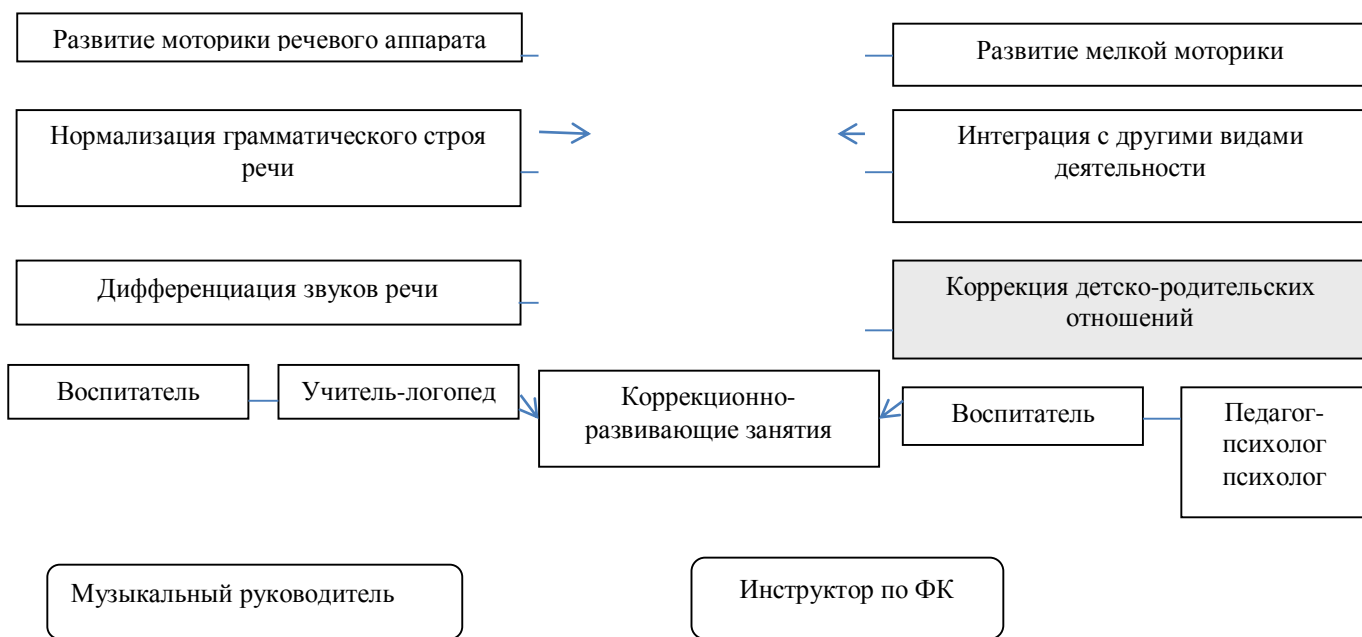 Развитие моторики речевого аппарата
Развитие мелкой моторики
Нормализация грамматического строя
речи
Интеграция с другими видами
деятельности
Дифференциация звуков речи
Коррекция детско-родительских
отношений
Воспитатель
Учитель-логопед
Коррекционно-
развивающие занятия
Воспитатель
Педагог-
психолог
психолог
Музыкальный руководитель
Инструктор по ФК